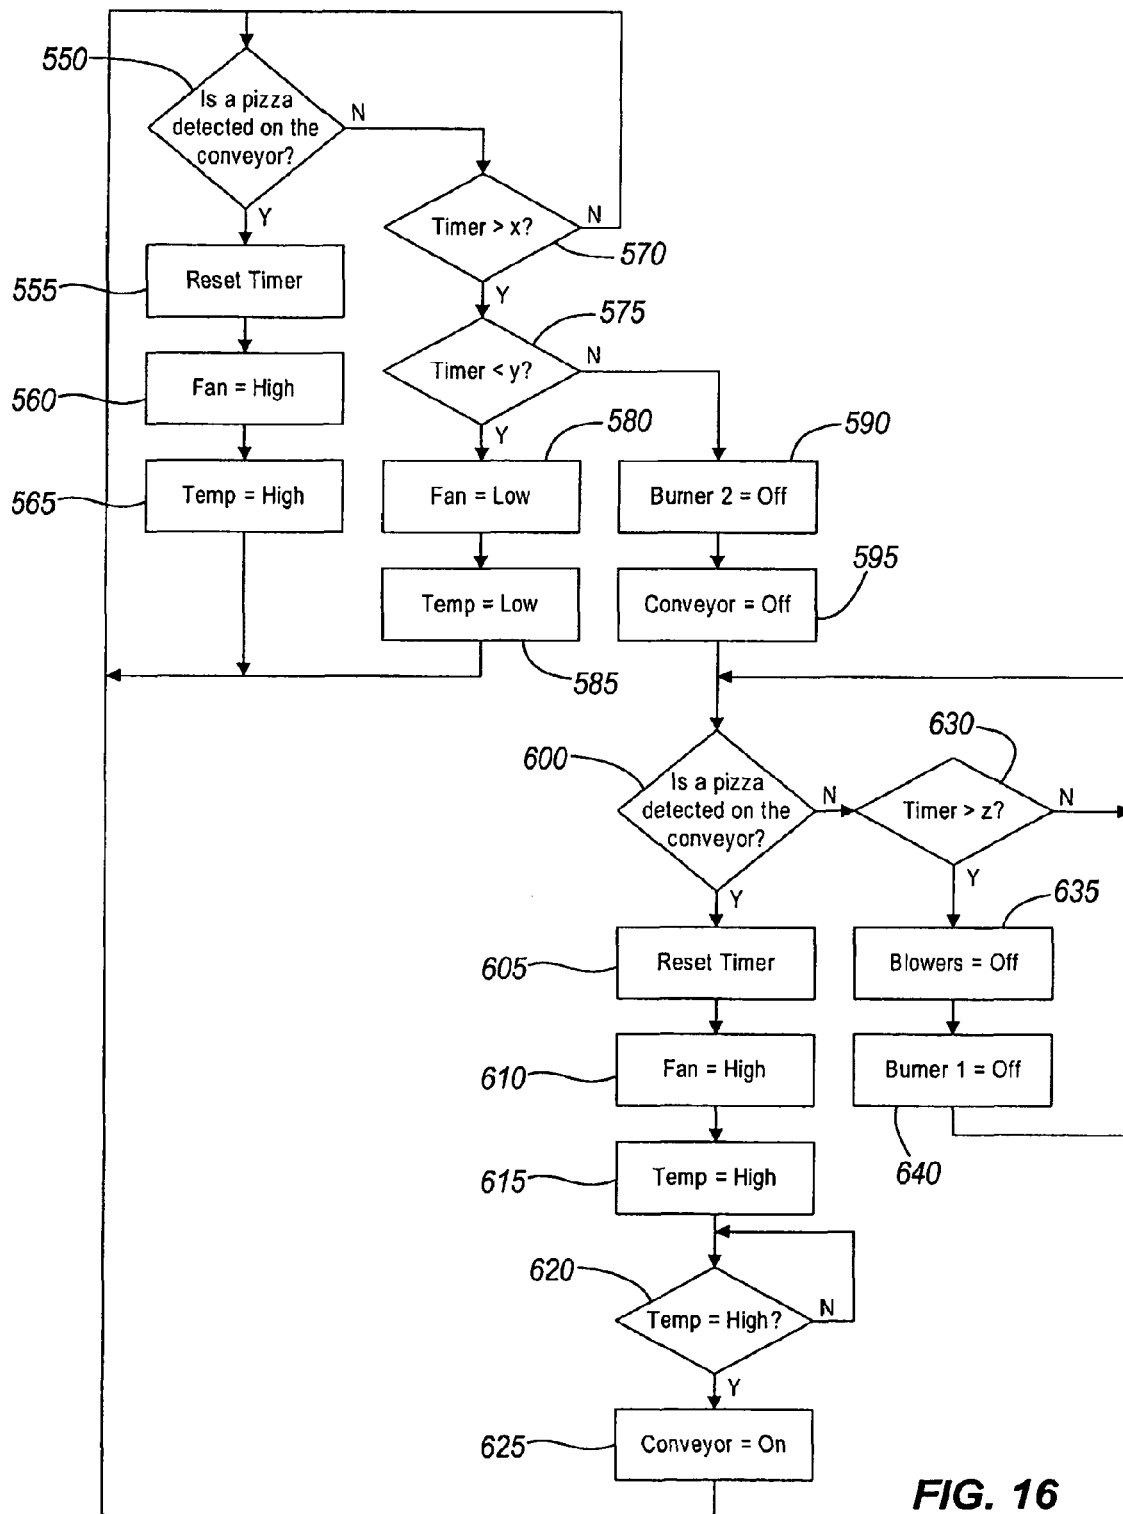 550
Is a pizza
detected on the
conveyor?
N
Y
Timer > x?
N
570
Y
555
Reset Timer
575
Timer < y?
N
Y
560
Fan = High
580
Fan = Low
590
Burner 2 = Off
565
Temp = High
Temp = Low
585
595
Conveyor = Off
600
Is a pizza
detected on the
conveyor?
N
Y
630
Timer > z?
N
Y
605
Reset Timer
635
Blowers = Off
610
Fan = High
Burner 1 = Off
640
615
Temp = High
620
Temp = High?
N
Y
625
Conveyor = On
FIG. 16